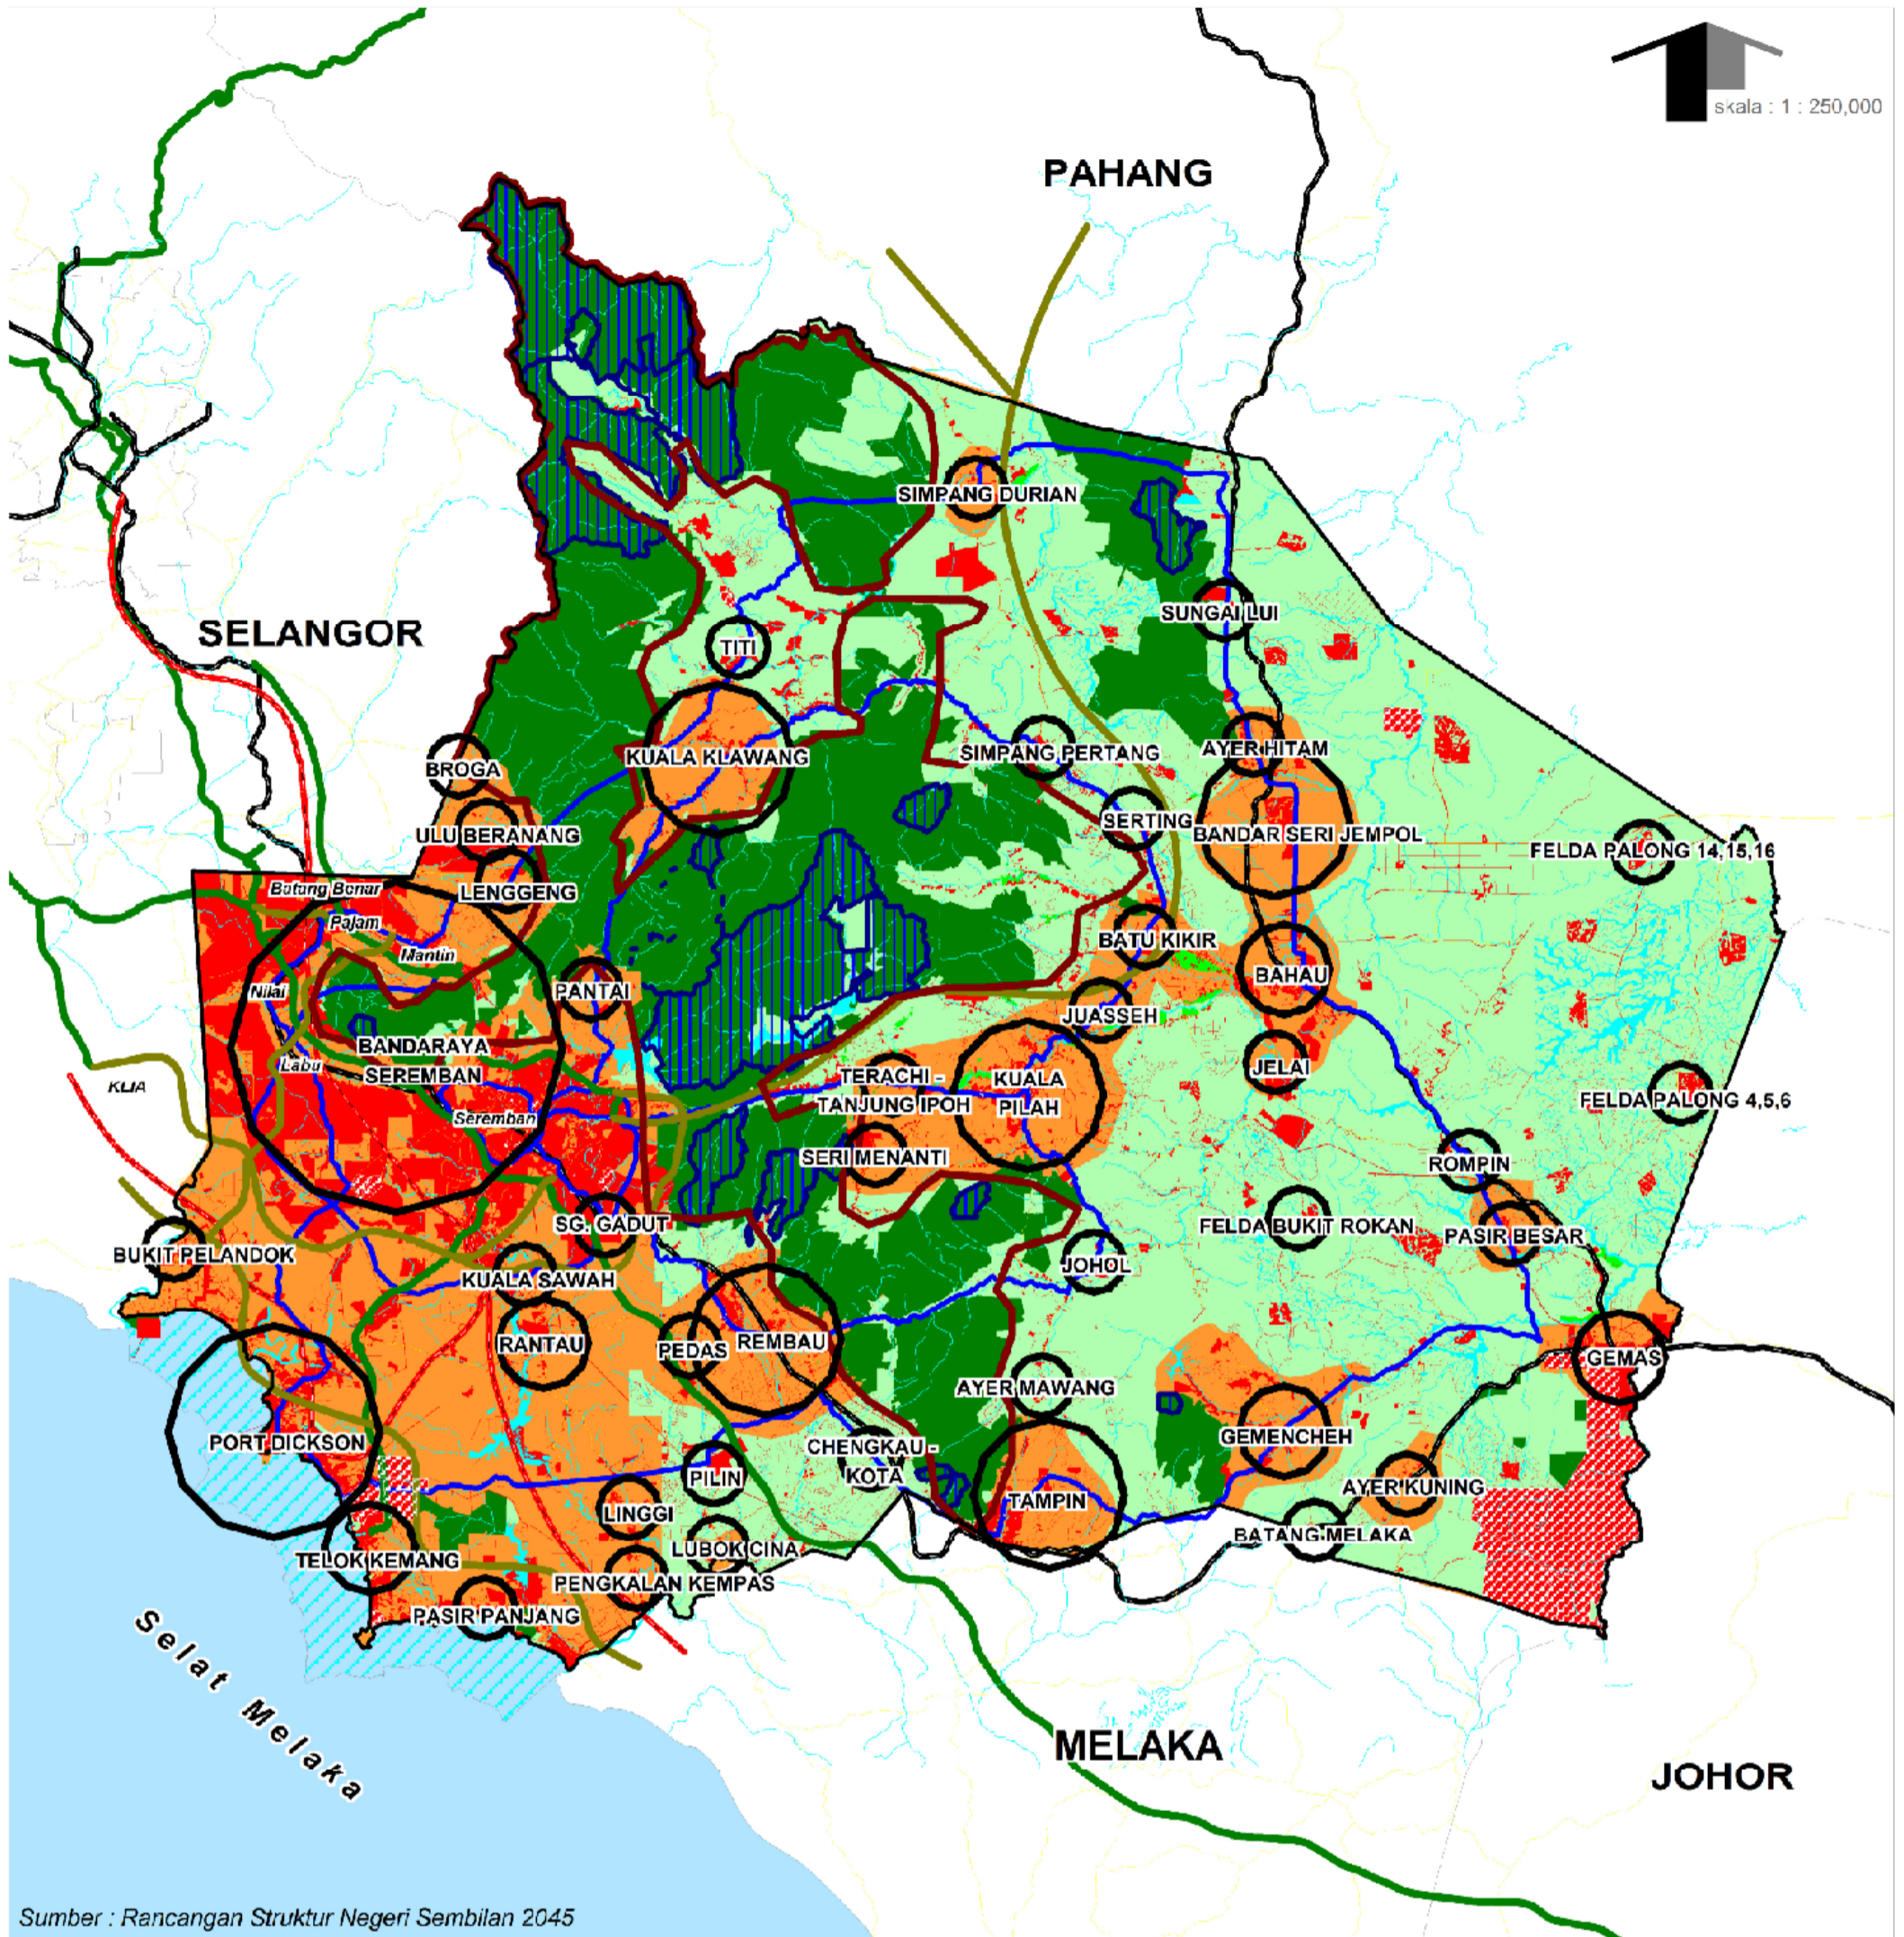 skala : 1 : 250,000
PAHANG
SIMPANG DURIAN
SUNGAI LUI
SELANGOR
TITI
KUALA KLAWANG
SIMPANG PERTANG
AYER HITAM
BROGA
ULU BERANANG
SERTING
BANDAR SERI JEMPOL
FELDA PALONG 14,15,16
LENGGENG
Batang Benar
Pajam
Mantin
BATU KIKIR
BAHAU
Nilai
PANTAI
JUASSEH
BANDARAYA
SEREMBAN
Labu
KLIA
Seremban
TERACHI -
TANJUNG IPOH
KUALA
PILAH
JELAI
FELDA PALONG 4,5,6
SERI MENANTI
ROMPIN
SG. GADUT
FELDA BUKIT ROKAN
PASIR BESAR
BUKIT PELANDOK
KUALA SAWAH
JOHOL
RANTAU
PEDAS
REMBAU
GEMAS
AYER MAWANG
PORT DICKSON
CHENGKAU -
KOTA
GEMENCHEH
PILIN
AYER KUNING
TAMPIN
LINGGI
BATANG MELAKA
LUBOK CINA
TELOK KEMANG
PENGKALAN KEMPAS
PASIR PANJANG
Selat Melaka
MELAKA
JOHOR
Sumber : Rancangan Struktur Negeri Sembilan 2045